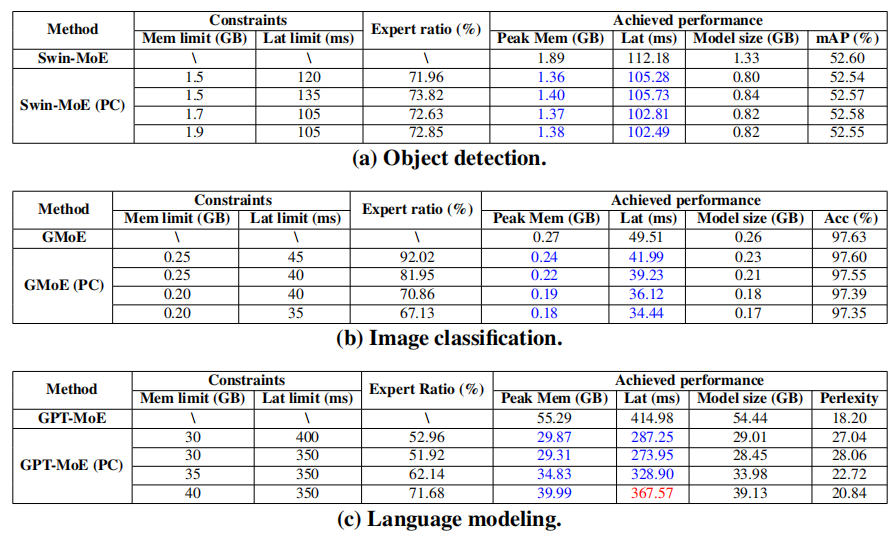 Method Constraints Expert ratio (%) Achieved performance
Mem limit (GB) Lat limit (ms) Peak Mem (GB) Lat (ms) Model size (GB) mAP (%)
Swin-MoE \ \ \ 1.89 112.18 1.33 52.60
Swin-MoE (PC) 1.5 120 71.96 1.36 105.28 0.80 52.54
1.5 135 73.82 1.40 105.73 0.84 52.57
1.7 105 72.63 1.37 102.81 0.82 52.58
1.9 105 72.85 1.38 102.49 0.82 52.55
(a) Object detection.
Method Constraints Expert ratio (%) Achieved performance
Mem limit (GB) Lat limit (ms) Peak Mem (GB) Lat (ms) Model size (GB) Acc (%)
GMoE \ \ \ 0.27 49.51 0.26 97.63
GMoE (PC) 0.25 45 92.02 0.24 41.99 0.23 97.60
0.25 40 81.95 0.22 39.23 0.21 97.55
0.20 40 70.86 0.19 36.12 0.18 97.39
0.20 35 67.13 0.18 34.44 0.17 97.35
(b) Image classification.
Method Constraints Expert Ratio (%) Achieved performance
Mem limit (GB) Lat limit (ms) Peak Mem (GB) Lat (ms) Model size (GB) Perlexity
GPT-MoE \ \ \ 55.29 414.98 54.44 18.20
GPT-MoE (PC) 30 400 52.96 29.87 287.25 29.01 27.04
30 350 51.92 29.31 273.95 28.45 28.06
35 350 62.14 34.83 328.90 33.98 22.72
40 350 71.68 39.99 367.57 39.13 20.84
(c) Language modeling.